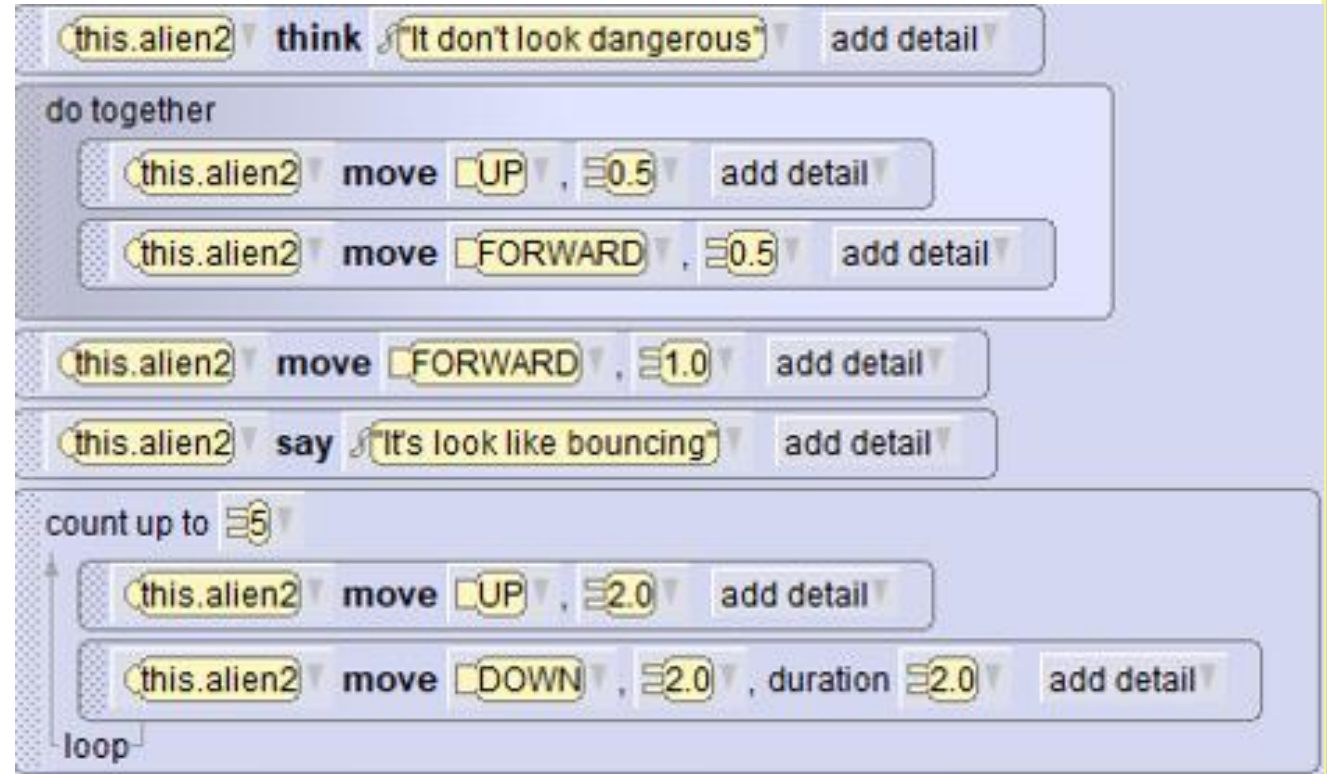 this.alien2 think "It don't look dangerous" add detail
do together
this.alien2 move UP , 0.5 add detail
this.alien2 move FORWARD , 0.5 add detail
this.alien2 move FORWARD , 1.0 add detail
this.alien2 say "It's look like bouncing" add detail
count up to 5
this.alien2 move UP , 2.0 add detail
this.alien2 move DOWN , 2.0 , duration 2.0 add detail
loop